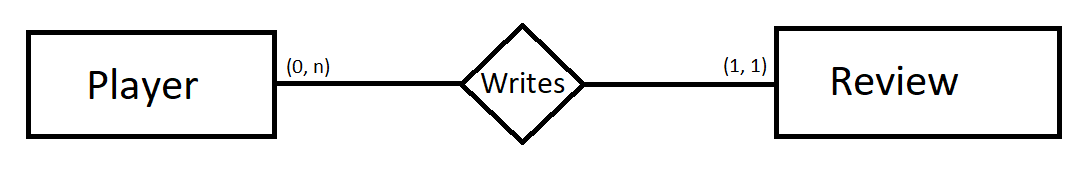 Player
(0, n)
Writes
(1, 1)
Review